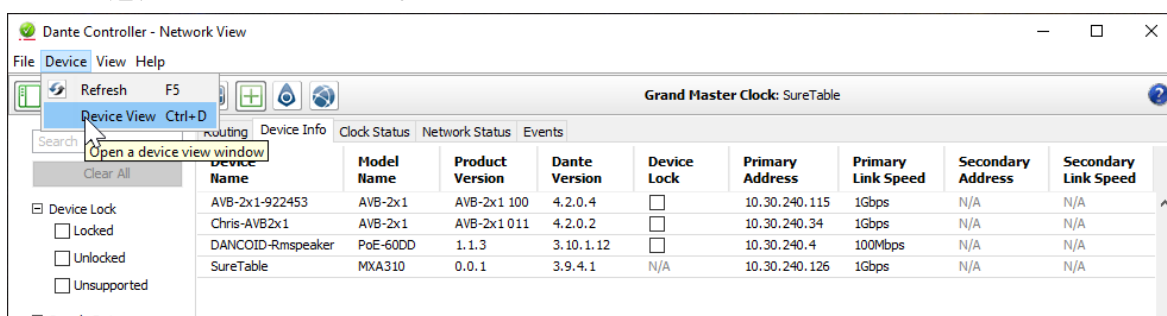 Dante Controller - Network View
File Device View Help
Refresh F5
Device View Ctrl+D
Open a device view window
Grand Master Clock: SureTable
?
Search
Clear All
Device Lock
Locked
Unlocked
Unsupported
Routing Device Info Clock Status Network Status Events
Device Name Model Name Product Version Dante Version Device Lock Primary Address Primary Link Speed Secondary Address Secondary Link Speed
AVB-2x1-922453 AVB-2x1 AVB-2x1 100 4.2.0.4 10.30.240.115 1Gbps N/A N/A
Chris-AVB2x1 AVB-2x1 AVB-2x1 011 4.2.0.2 10.30.240.34 1Gbps N/A N/A
DANCOID-Rmspeaker PoE-60DD 1.1.3 3.10.1.12 10.30.240.4 100Mbps N/A N/A
SureTable MXA310 0.0.1 3.9.4.1 N/A 10.30.240.126 1Gbps N/A N/A